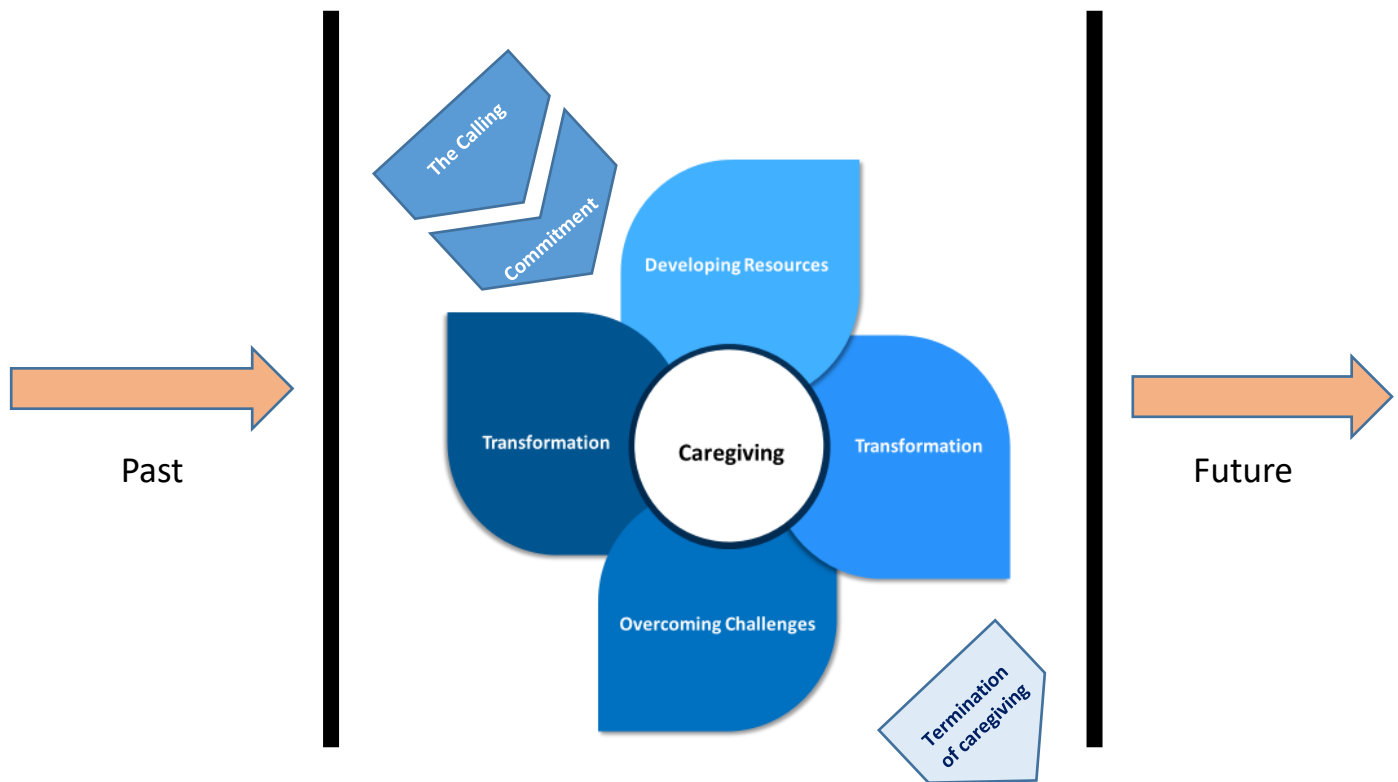 The Calling
Commitment
Developing Resources
Transformation
Caregiving
Transformation
Past
Future
Overcoming Challenges
Termination
of caregiving